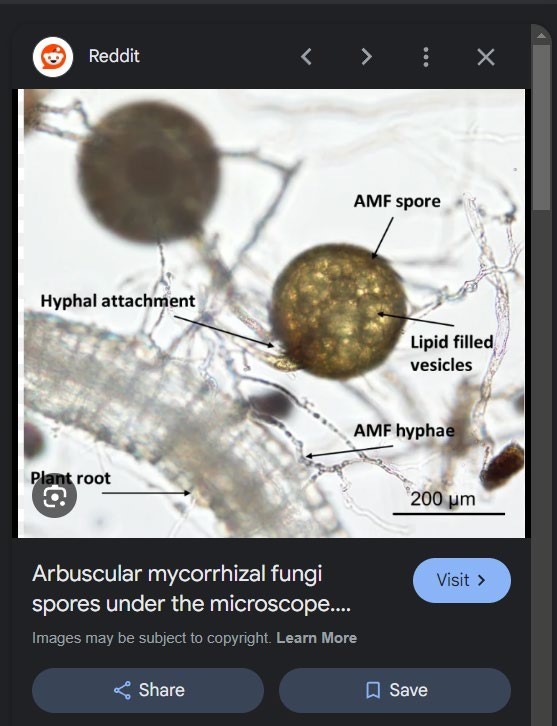 Reddit
AMF spore
Hyphal attachment
Lipid filled
vesicles
AMF hyphae
Plant root
200 µm
Arbuscular mycorrhizal fungi
spores under the microscope....
Visit
Images may be subject to copyright. Learn More
Share
Save